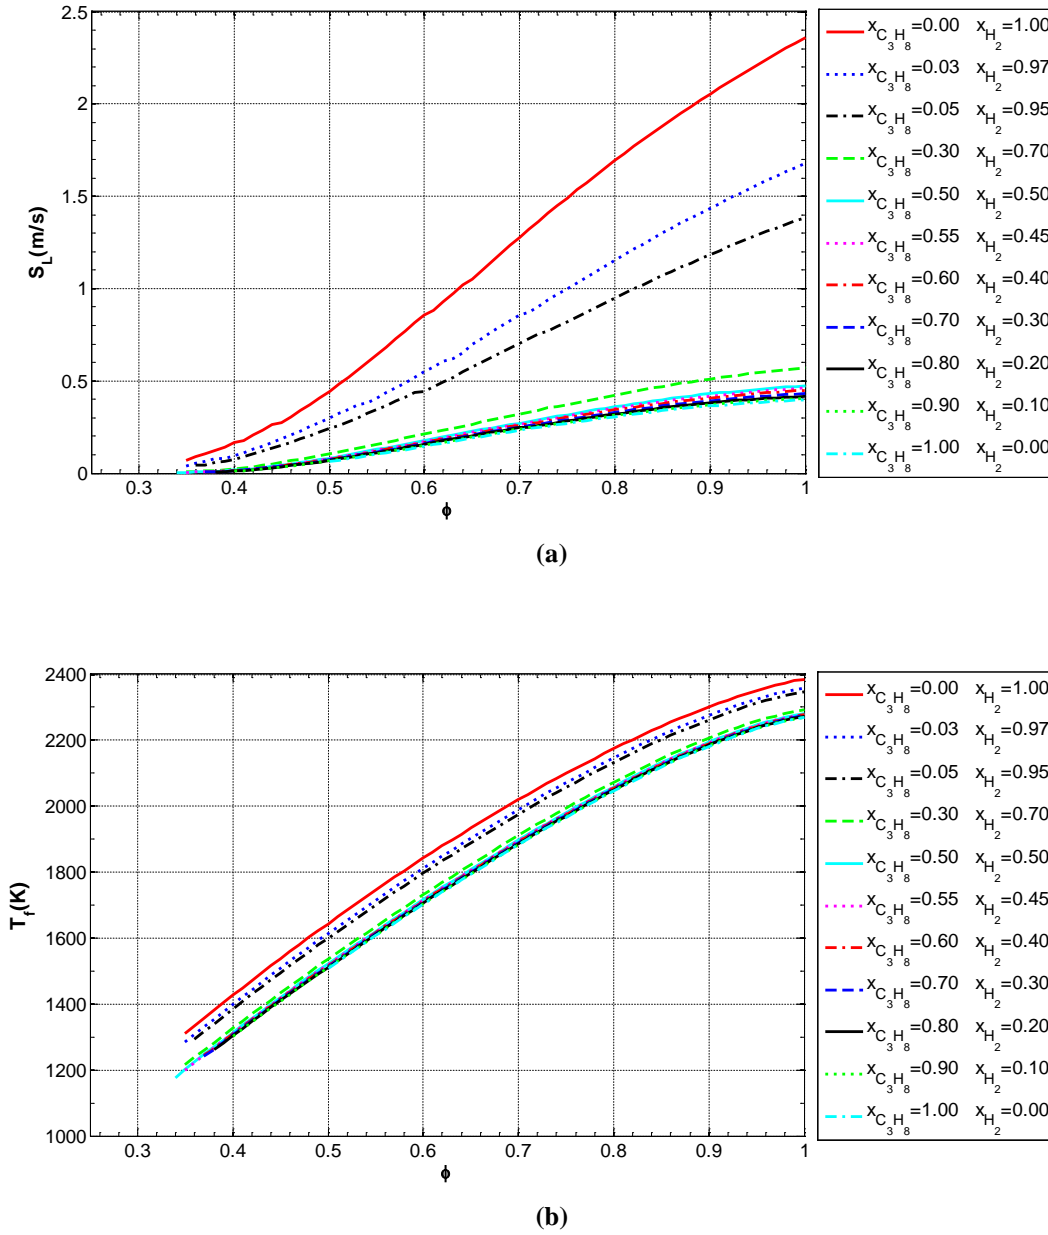 2.5
2
1.5
1
0.5
0
S_L(m/s)
0.3 0.4 0.5 0.6 0.7 0.8 0.9 1
ϕ
x_C3H8=0.00 x_H2=1.00
x_C3H8=0.03 x_H2=0.97
x_C3H8=0.05 x_H2=0.95
x_C3H8=0.30 x_H2=0.70
x_C3H8=0.50 x_H2=0.50
x_C3H8=0.55 x_H2=0.45
x_C3H8=0.60 x_H2=0.40
x_C3H8=0.70 x_H2=0.30
x_C3H8=0.80 x_H2=0.20
x_C3H8=0.90 x_H2=0.10
x_C3H8=1.00 x_H2=0.00
(a)
2400
2200
2000
1800
1600
1400
1200
1000
T_f(K)
0.3 0.4 0.5 0.6 0.7 0.8 0.9 1
ϕ
x_C3H8=0.00 x_H2=1.00
x_C3H8=0.03 x_H2=0.97
x_C3H8=0.05 x_H2=0.95
x_C3H8=0.30 x_H2=0.70
x_C3H8=0.50 x_H2=0.50
x_C3H8=0.55 x_H2=0.45
x_C3H8=0.60 x_H2=0.40
x_C3H8=0.70 x_H2=0.30
x_C3H8=0.80 x_H2=0.20
x_C3H8=0.90 x_H2=0.10
x_C3H8=1.00 x_H2=0.00
(b)